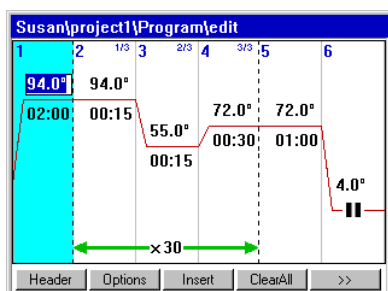 Susan\project1\Program\edit
1 2 1/3 3 2/3 4 3/3 5 6
94.0° 94.0°
02:00 00:15
55.0°
00:15
72.0° 72.0°
00:30 01:00
4.0°
×30
Header Options Insert ClearAll >>